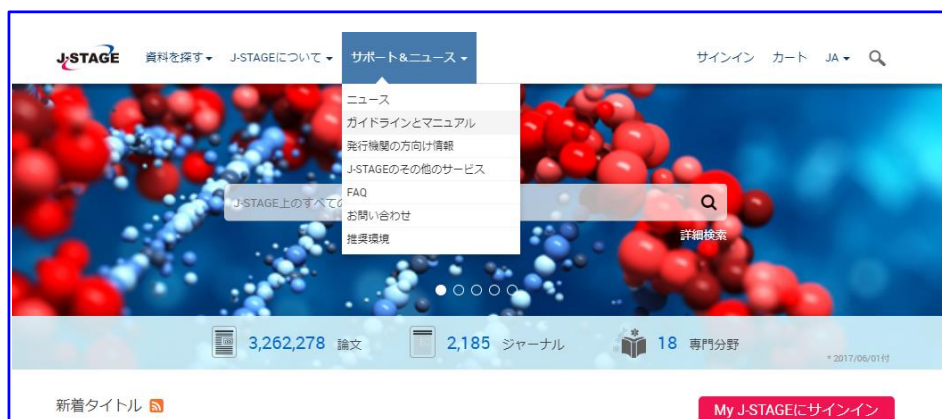 J-STAGE 資料を探す J-STAGEについて サポート&ニュース サインイン カート JA
ニュース
ガイドラインとマニュアル
発行機関の方向け情報
J-STAGEのその他のサービス
FAQ
お問い合わせ
推奨環境
J-STAGE上のすべての
詳細検索
3,262,278 論文 2,185 ジャーナル 18 専門分野
* 2017/06/01付
新着タイトル My J-STAGEにサインイン